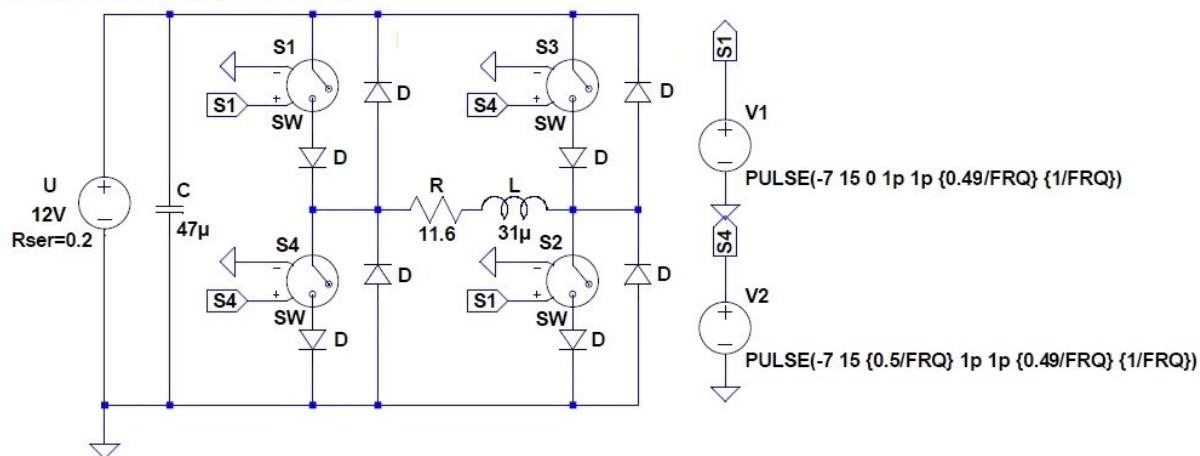 S1
−
+
S1
SW
D
D
S3
−
+
S4
SW
D
D
S1
V1
+
−
PULSE(-7 15 0 1p 1p {0.49/FRQ} {1/FRQ})
U
+
−
12V
Rser=0.2
C
47µ
R
11.6
L
31µ
S4
−
+
S4
SW
D
D
S2
−
+
S1
SW
D
D
S4
V2
+
−
PULSE(-7 15 {0.5/FRQ} 1p 1p {0.49/FRQ} {1/FRQ})